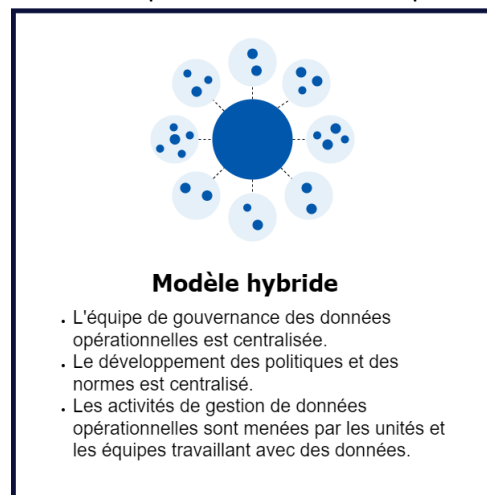 Modèle hybride
• L'équipe de gouvernance des données
opérationnelles est centralisée.
• Le développement des politiques et des
normes est centralisé.
• Les activités de gestion de données
opérationnelles sont menées par les unités et
les équipes travaillant avec des données.